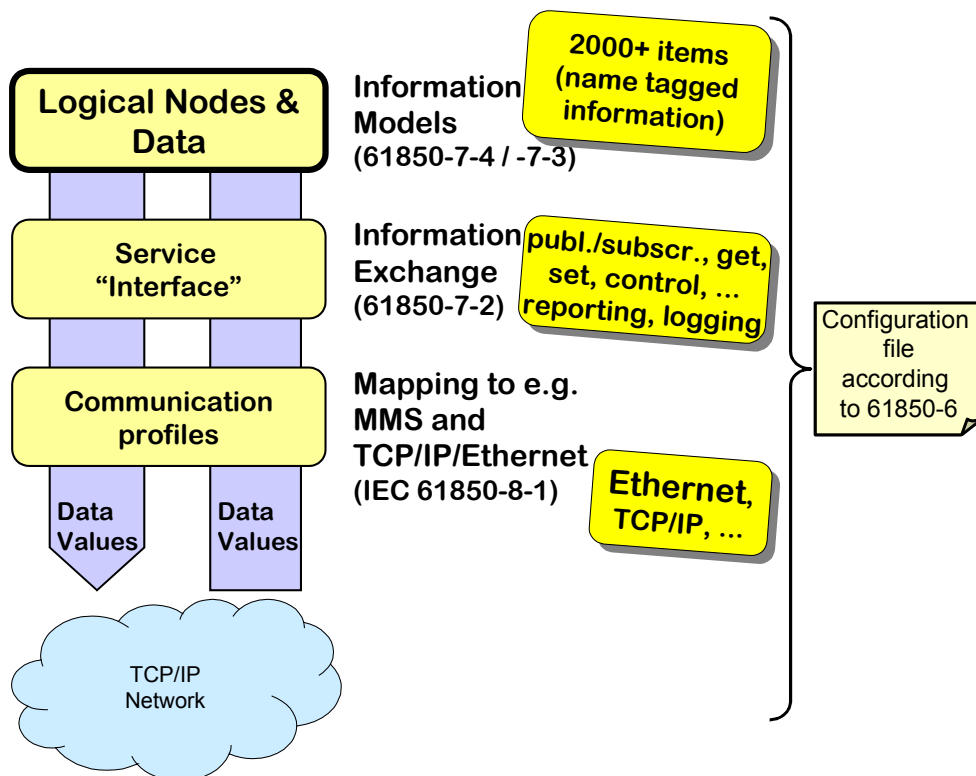 Logical Nodes &
Data
Information
Models
(61850-7-4 / -7-3)
2000+ items
(name tagged
information)
Service
“Interface”
Information
Exchange
(61850-7-2)
publ./subscr., get,
set, control, ...
reporting, logging
Configuration
file
according
to 61850-6
Communication
profiles
Mapping to e.g.
MMS and
TCP/IP/Ethernet
(IEC 61850-8-1)
Ethernet,
TCP/IP, ...
Data
Values
Data
Values
TCP/IP
Network